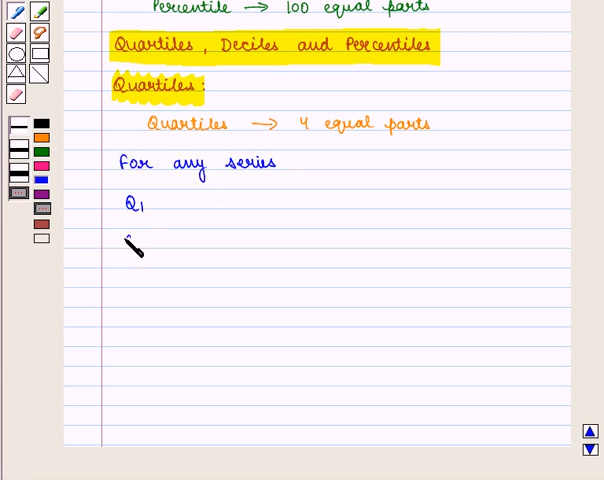 Percentile → 100 equal parts
Quartiles, Deciles and Percentiles
Quartiles:
Quartiles → 4 equal parts
For any series
Q1